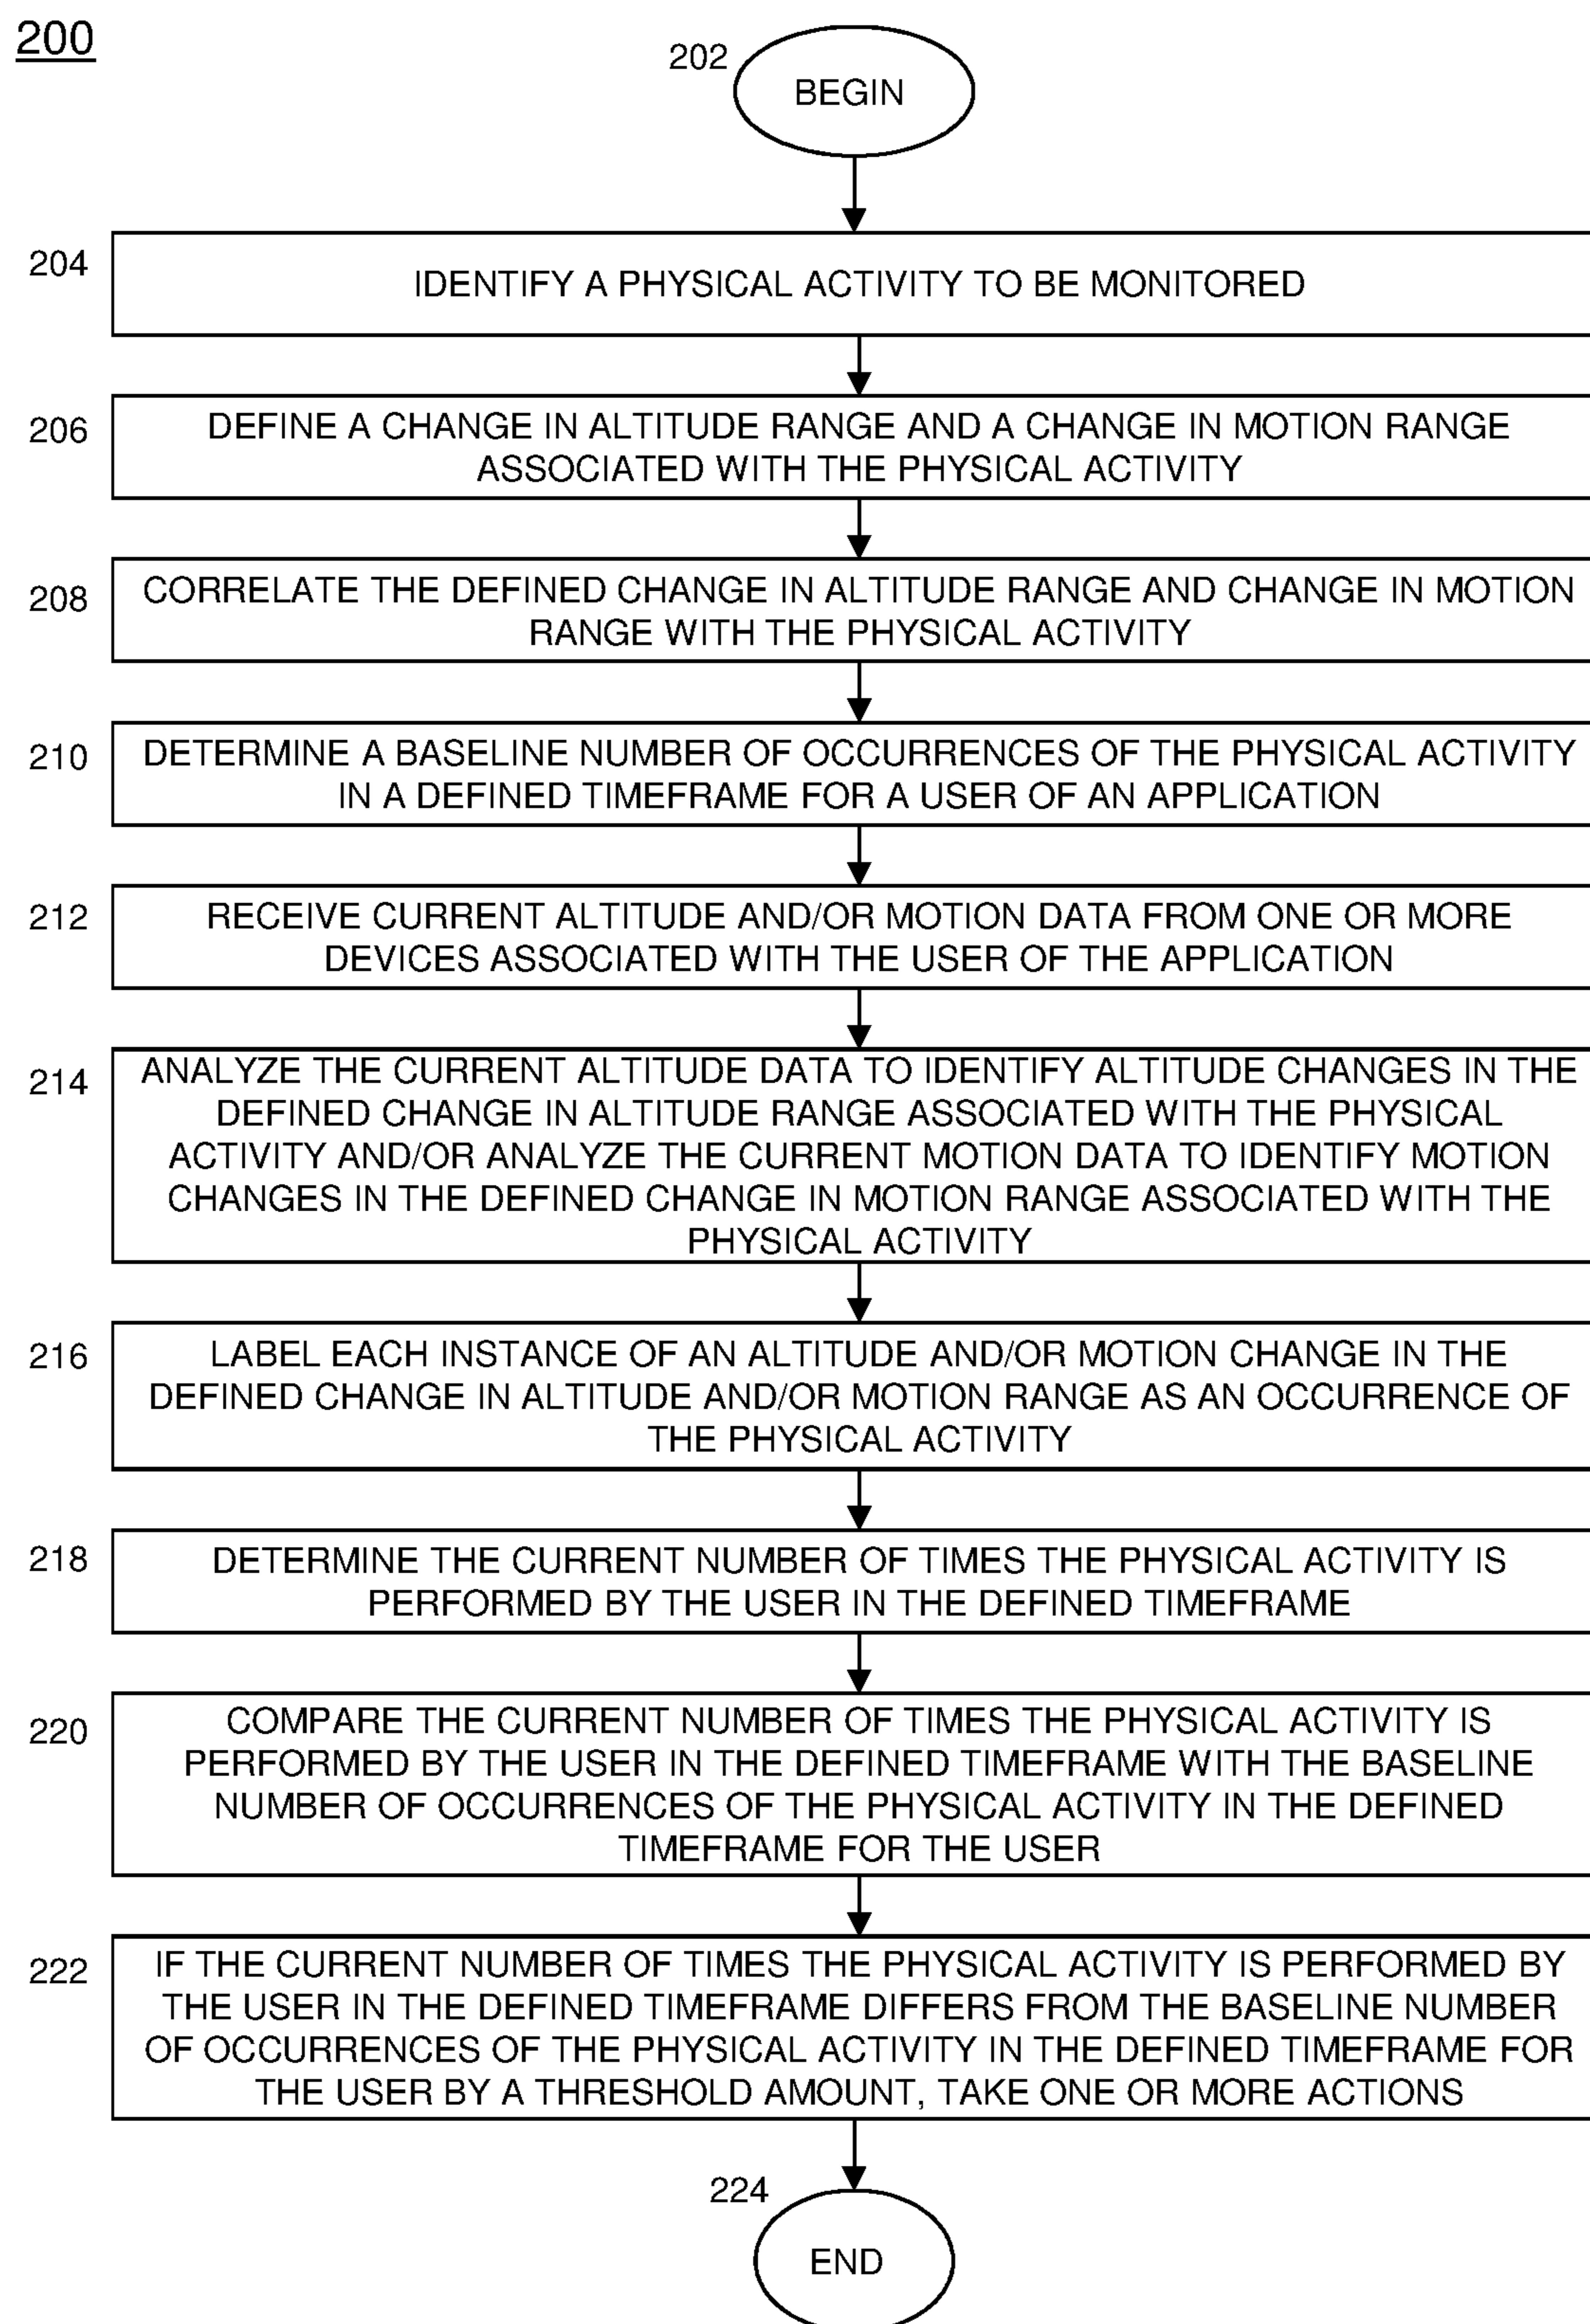 200
202
BEGIN
204
IDENTIFY A PHYSICAL ACTIVITY TO BE MONITORED
206
DEFINE A CHANGE IN ALTITUDE RANGE AND A CHANGE IN MOTION RANGE
ASSOCIATED WITH THE PHYSICAL ACTIVITY
208
CORRELATE THE DEFINED CHANGE IN ALTITUDE RANGE AND CHANGE IN MOTION
RANGE WITH THE PHYSICAL ACTIVITY
210
DETERMINE A BASELINE NUMBER OF OCCURRENCES OF THE PHYSICAL ACTIVITY
IN A DEFINED TIMEFRAME FOR A USER OF AN APPLICATION
212
RECEIVE CURRENT ALTITUDE AND/OR MOTION DATA FROM ONE OR MORE
DEVICES ASSOCIATED WITH THE USER OF THE APPLICATION
214
ANALYZE THE CURRENT ALTITUDE DATA TO IDENTIFY ALTITUDE CHANGES IN THE
DEFINED CHANGE IN ALTITUDE RANGE ASSOCIATED WITH THE PHYSICAL
ACTIVITY AND/OR ANALYZE THE CURRENT MOTION DATA TO IDENTIFY MOTION
CHANGES IN THE DEFINED CHANGE IN MOTION RANGE ASSOCIATED WITH THE
PHYSICAL ACTIVITY
216
LABEL EACH INSTANCE OF AN ALTITUDE AND/OR MOTION CHANGE IN THE
DEFINED CHANGE IN ALTITUDE AND/OR MOTION RANGE AS AN OCCURRENCE OF
THE PHYSICAL ACTIVITY
218
DETERMINE THE CURRENT NUMBER OF TIMES THE PHYSICAL ACTIVITY IS
PERFORMED BY THE USER IN THE DEFINED TIMEFRAME
220
COMPARE THE CURRENT NUMBER OF TIMES THE PHYSICAL ACTIVITY IS
PERFORMED BY THE USER IN THE DEFINED TIMEFRAME WITH THE BASELINE
NUMBER OF OCCURRENCES OF THE PHYSICAL ACTIVITY IN THE DEFINED
TIMEFRAME FOR THE USER
222
IF THE CURRENT NUMBER OF TIMES THE PHYSICAL ACTIVITY IS PERFORMED BY
THE USER IN THE DEFINED TIMEFRAME DIFFERS FROM THE BASELINE NUMBER
OF OCCURRENCES OF THE PHYSICAL ACTIVITY IN THE DEFINED TIMEFRAME FOR
THE USER BY A THRESHOLD AMOUNT, TAKE ONE OR MORE ACTIONS
224
END